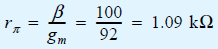 r_π = β/g_m = 100/92 = 1.09 kΩ